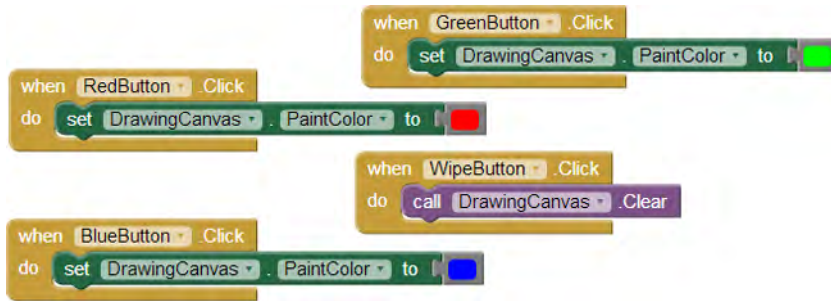 when GreenButton .Click
do set DrawingCanvas . PaintColor to
when RedButton .Click
do set DrawingCanvas . PaintColor to
when WipeButton .Click
do call DrawingCanvas .Clear
when BlueButton .Click
do set DrawingCanvas . PaintColor to